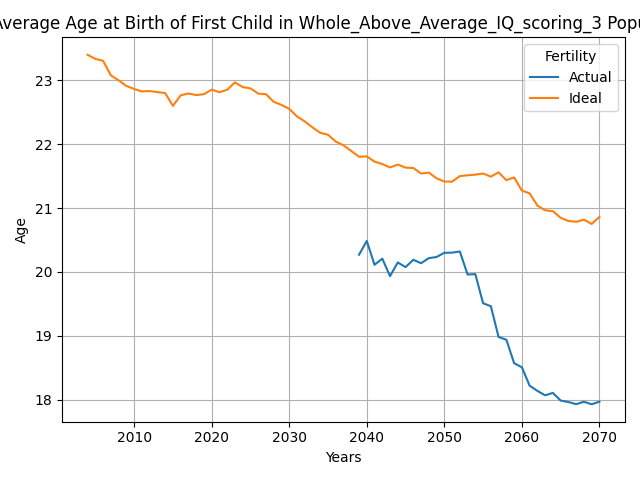 Average Age at Birth of First Child in Whole_Above_Average_IQ_scoring_3 Popu
Fertility
Actual
Ideal
Age
23
22
21
20
19
18
2010 2020 2030 2040 2050 2060 2070
Years